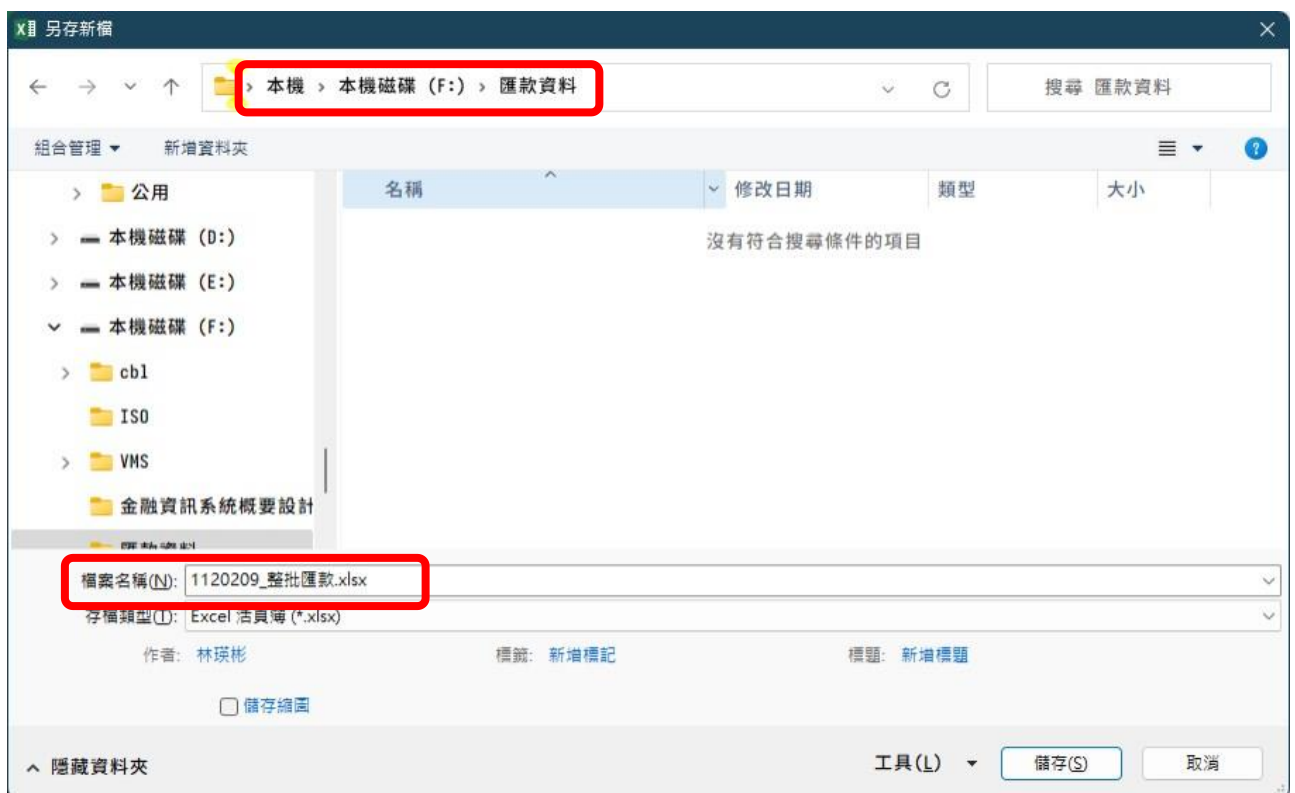 另存新檔
本機 › 本機磁碟 (F:) › 匯款資料
搜尋 匯款資料
組合管理
新增資料夾
名稱
修改日期
類型
大小
沒有符合搜尋條件的項目
公用
本機磁碟 (D:)
本機磁碟 (E:)
本機磁碟 (F:)
cbl
ISO
VMS
金融資訊系統概要設計
匯款資料
檔案名稱(N): 1120209_整批匯款.xlsx
存檔類型(T): Excel 活頁簿 (*.xlsx)
作者: 林瑛彬
標籤: 新增標記
標題: 新增標題
儲存縮圖
隱藏資料夾
工具(L)
儲存(S)
取消